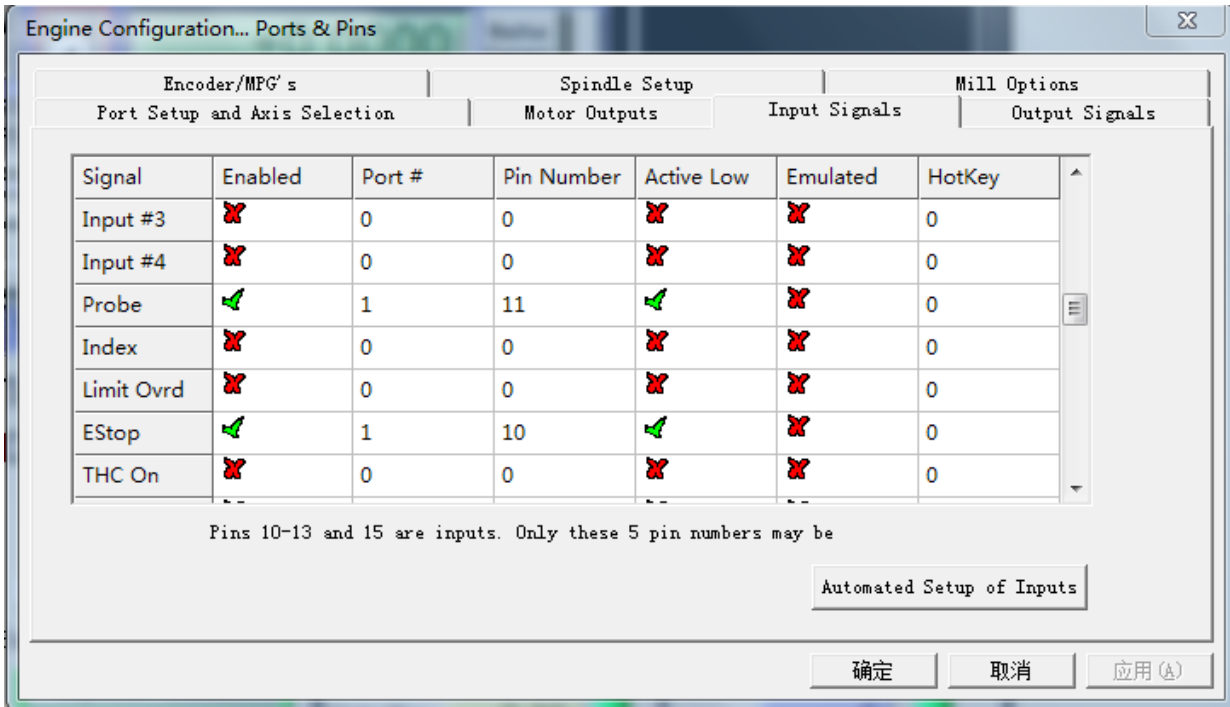 Engine Configuration... Ports & Pins
Encoder/MPG's Spindle Setup Mill Options
Port Setup and Axis Selection Motor Outputs Input Signals Output Signals
Signal Enabled Port # Pin Number Active Low Emulated HotKey
Input #3 0 0 0
Input #4 0 0 0
Probe 1 11 0
Index 0 0 0
Limit Ovrd 0 0 0
EStop 1 10 0
THC On 0 0 0
Pins 10-13 and 15 are inputs. Only these 5 pin numbers may be
Automated Setup of Inputs
确定 取消 应用(A)